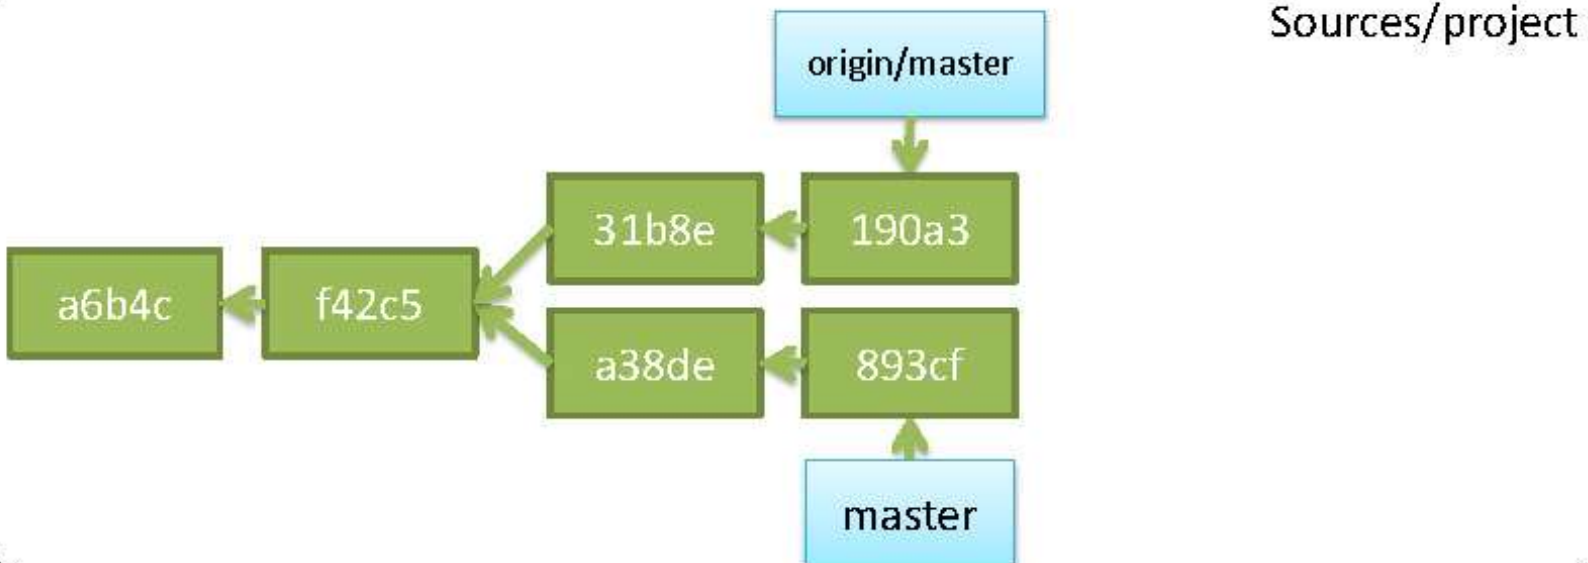 Sources/project
origin/master
31b8e
190a3
a6b4c
f42c5
a38de
893cf
master